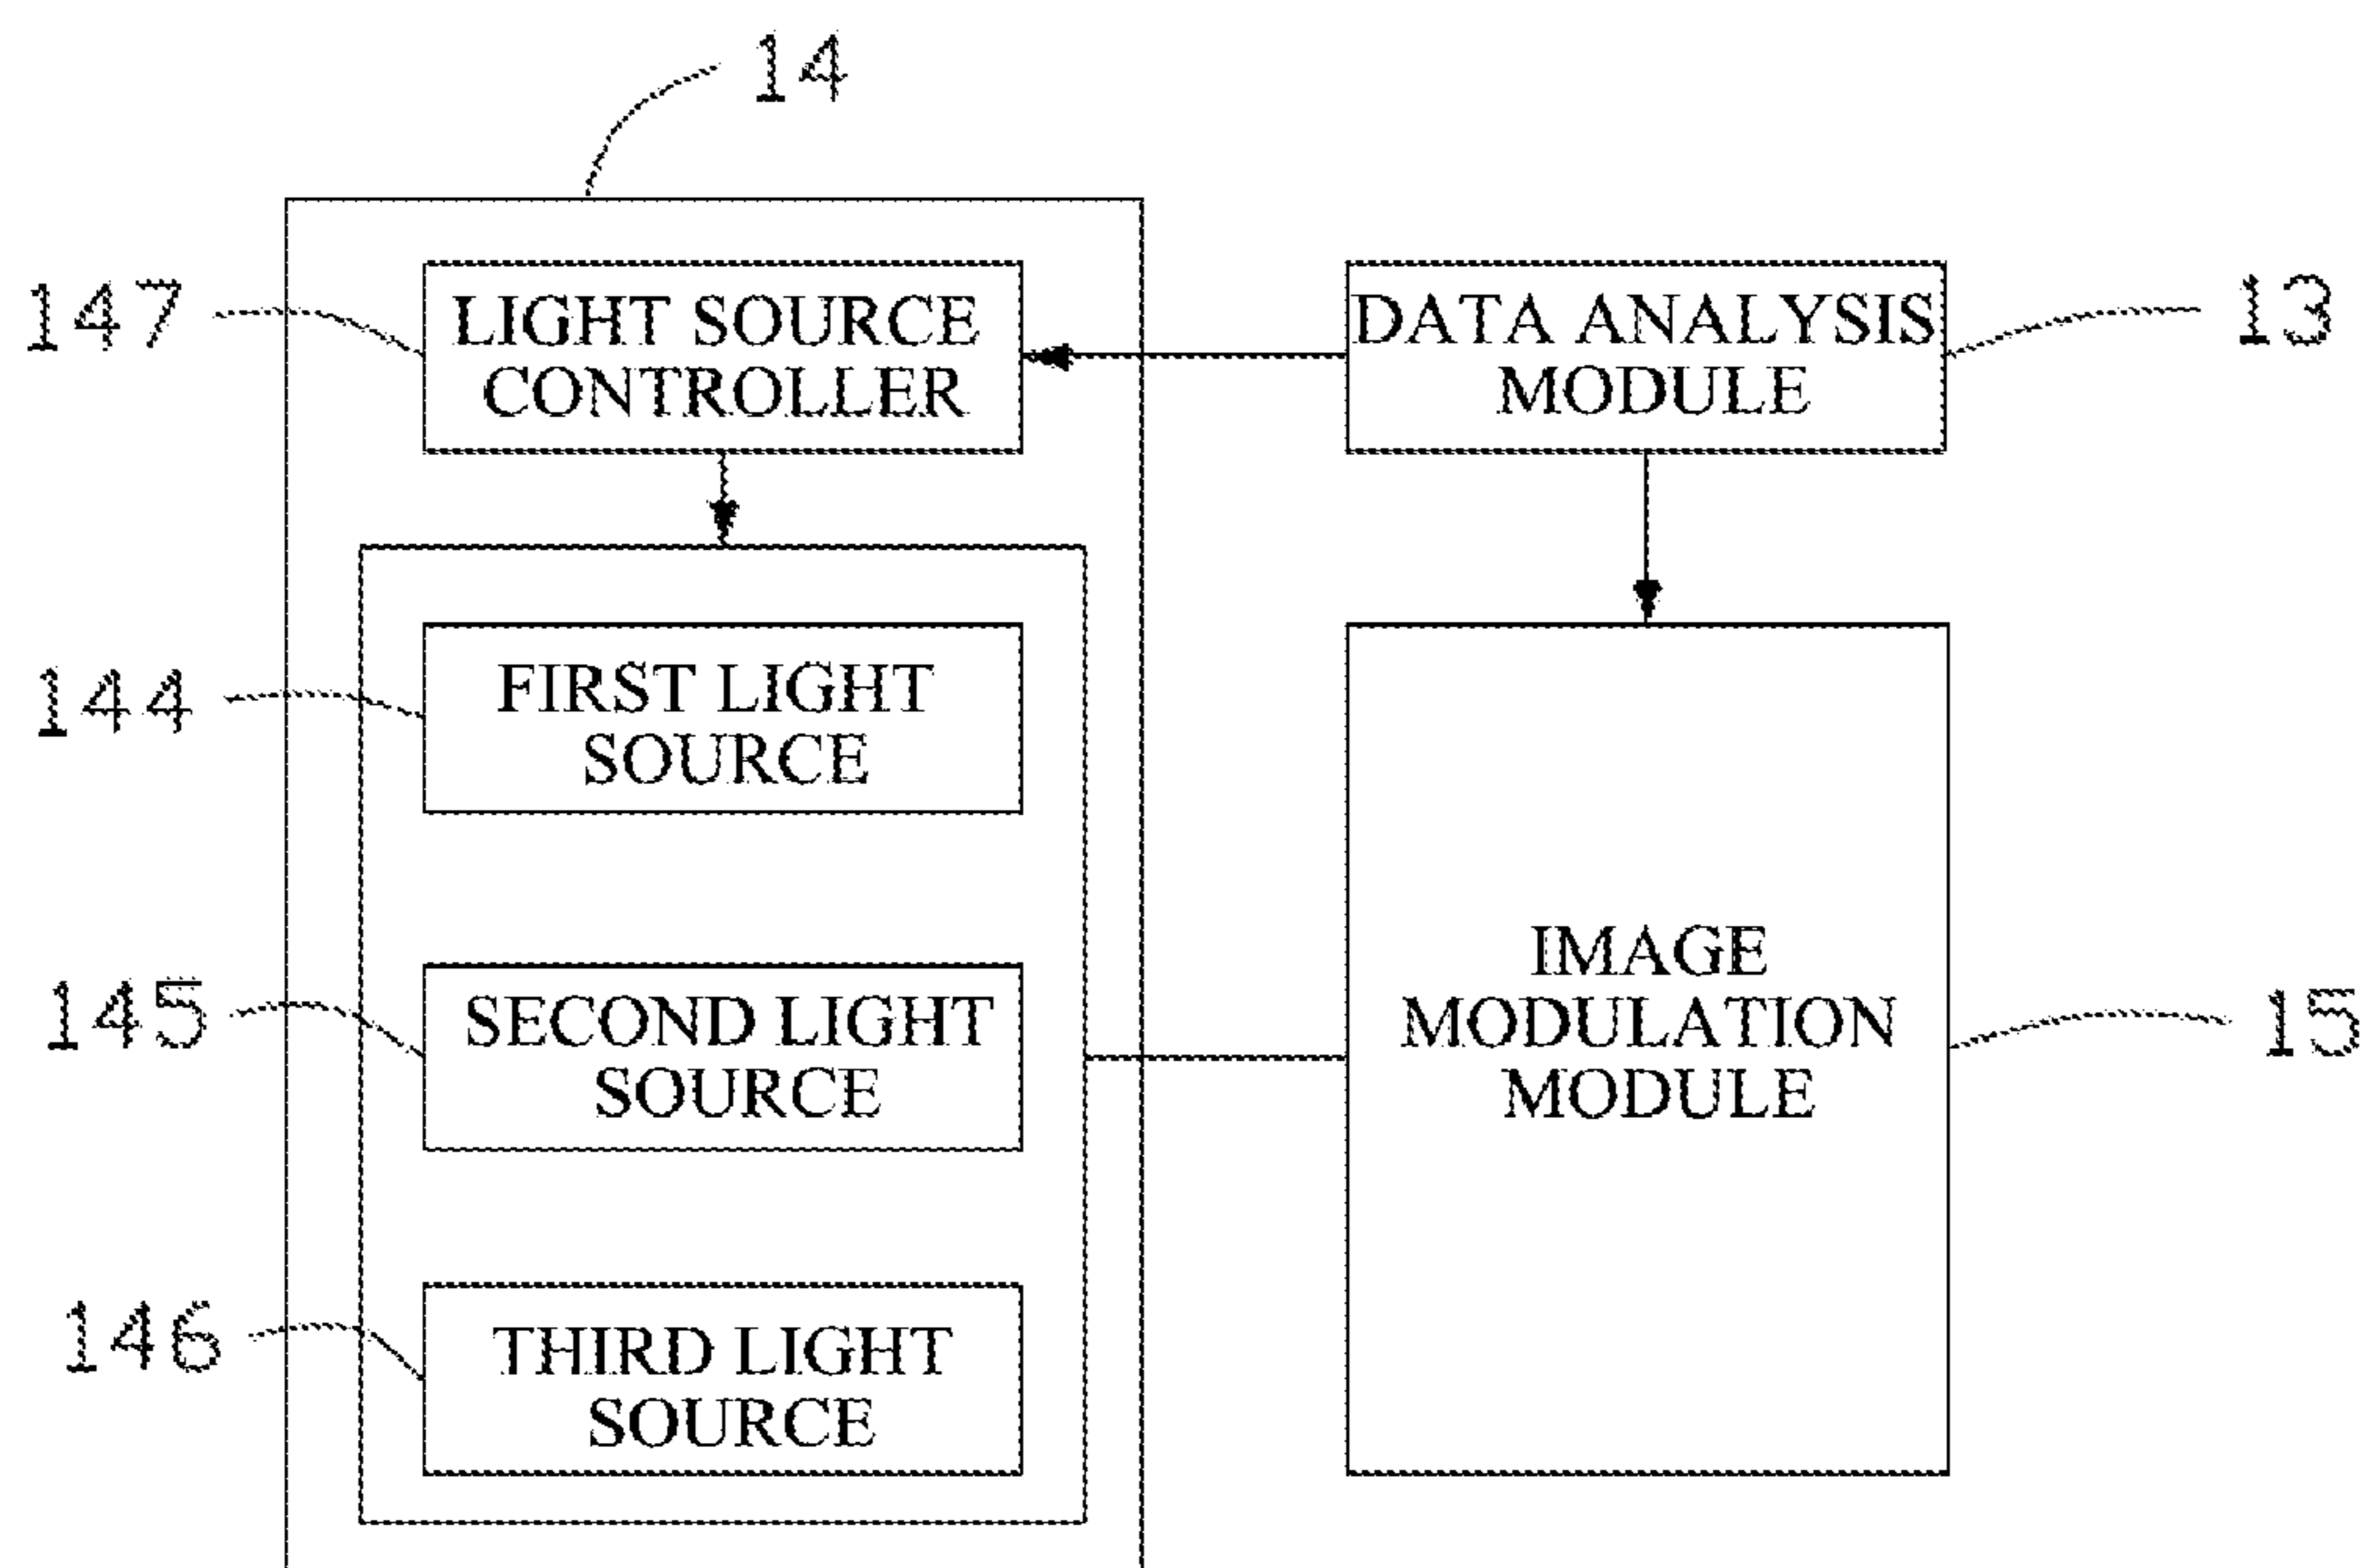 14
147
LIGHT SOURCE
CONTROLLER
DATA ANALYSIS
MODULE
13
144
FIRST LIGHT
SOURCE
145
SECOND LIGHT
SOURCE
IMAGE
MODULATION
MODULE
15
146
THIRD LIGHT
SOURCE